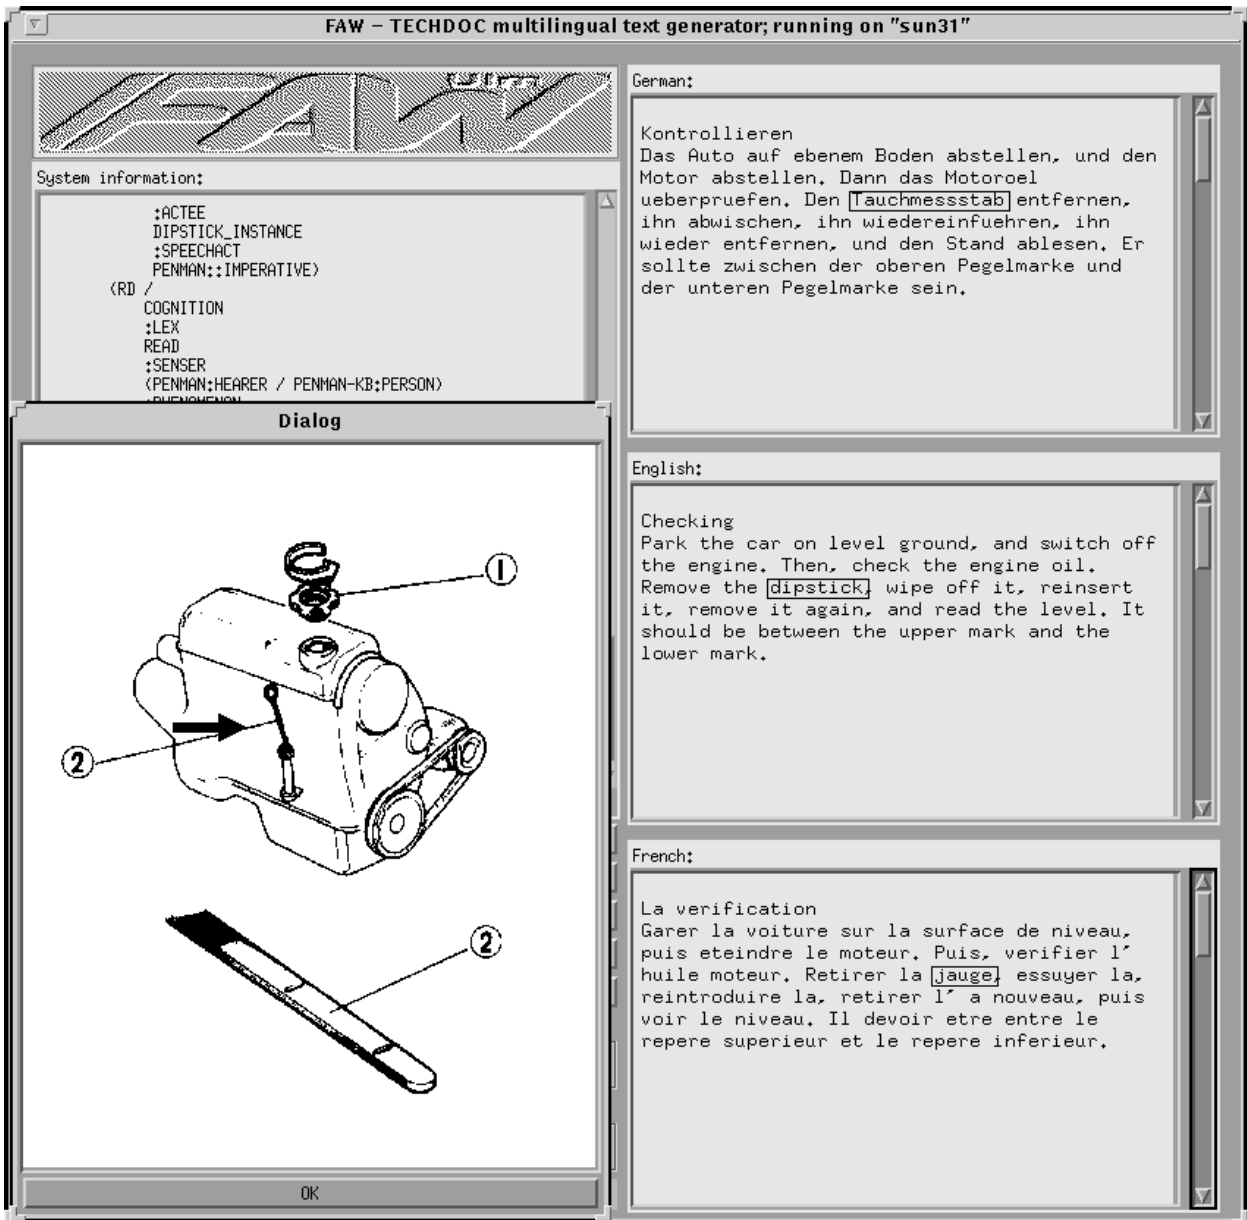 FAW – TECHDOC multilingual text generator; running on "sun31"
FAW
System information:
:ACTEE
DIPSTICK_INSTANCE
:SPEECHACT
PENMAN::IMPERATIVE)
(RD /
COGNITION
:LEX
READ
:SENSER
(PENMAN:HEARER / PENMAN-KB:PERSON)
:PHENOMENON
Dialog
1
2
2
OK
German:
Kontrollieren
Das Auto auf ebenem Boden abstellen, und den
Motor abstellen. Dann das Motoroel
ueberpruefen. Den Tauchmessstab entfernen,
ihn abwischen, ihn wiedereinfuehren, ihn
wieder entfernen, und den Stand ablesen. Er
sollte zwischen der oberen Pegelmarke und
der unteren Pegelmarke sein.
English:
Checking
Park the car on level ground, and switch off
the engine. Then, check the engine oil.
Remove the dipstick, wipe off it, reinsert
it, remove it again, and read the level. It
should be between the upper mark and the
lower mark.
French:
La verification
Garer la voiture sur la surface de niveau,
puis eteindre le moteur. Puis, verifier l'
huile moteur. Retirer la jauge, essuyer la,
reintroduire la, retirer l' a nouveau, puis
voir le niveau. Il devoir etre entre le
repere superieur et le repere inferieur.